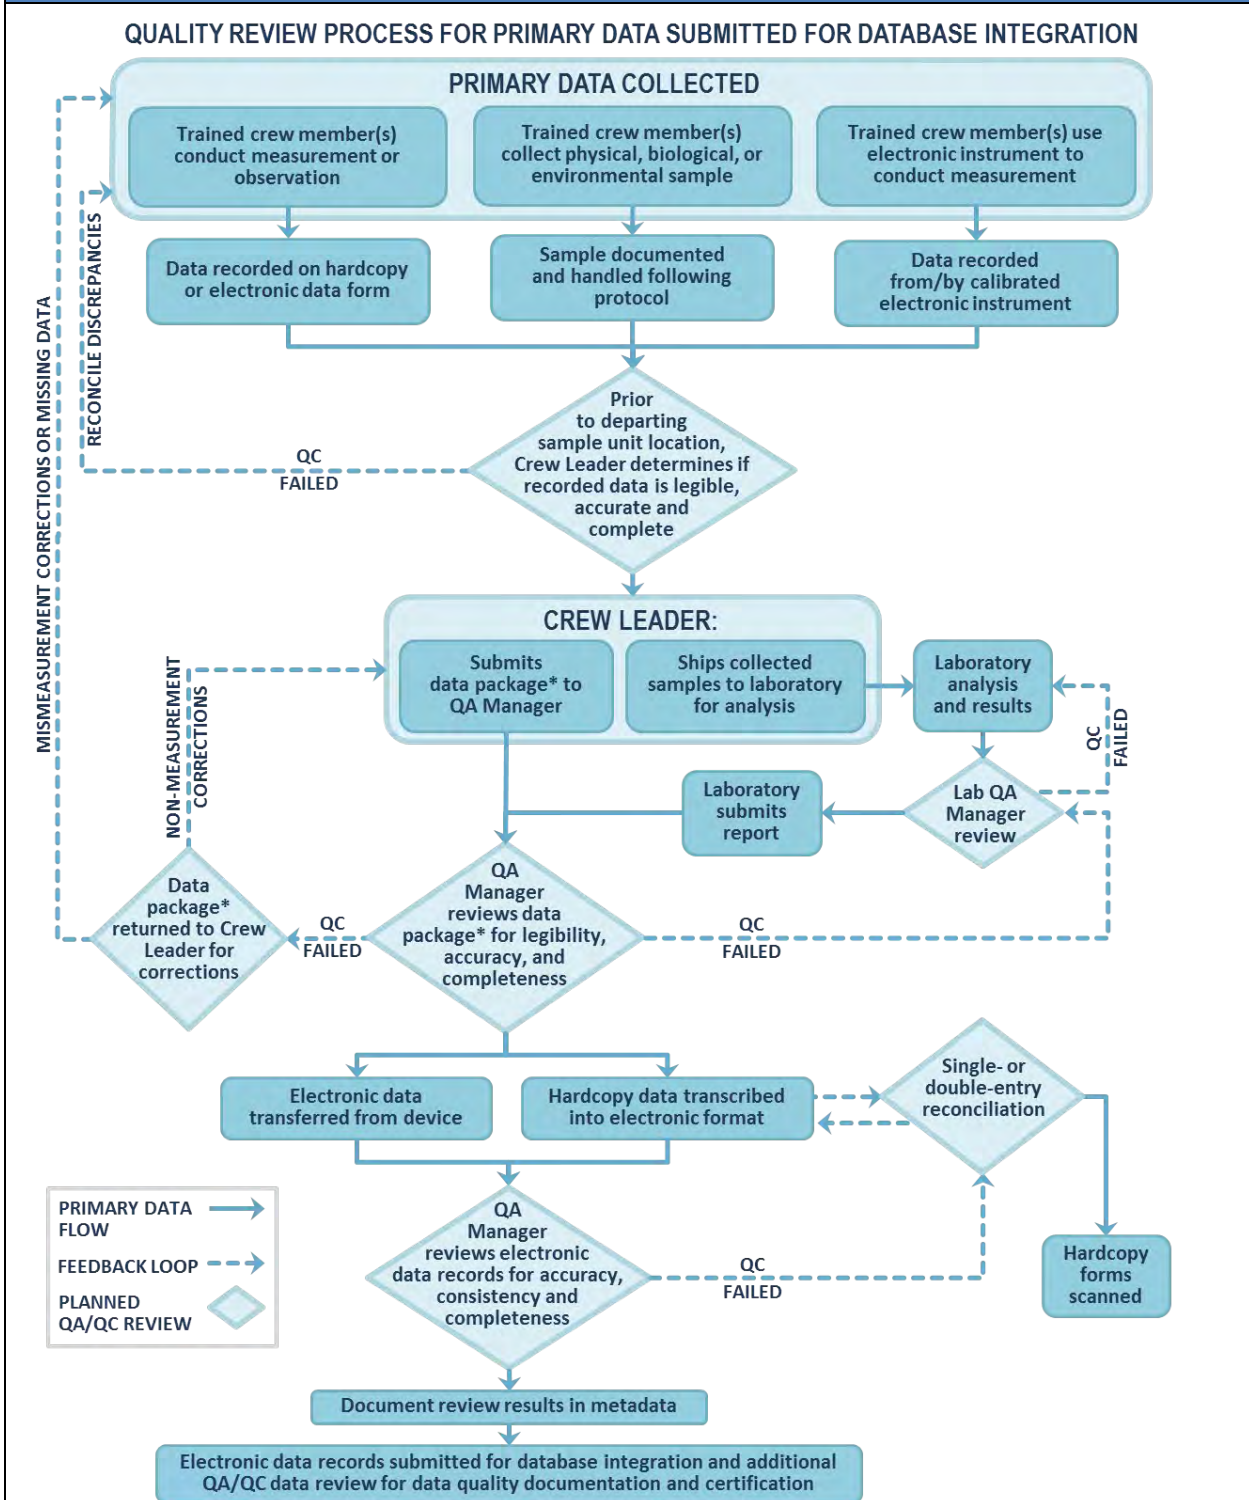 QUALITY REVIEW PROCESS FOR PRIMARY DATA SUBMITTED FOR DATABASE INTEGRATION
PRIMARY DATA COLLECTED
Trained crew member(s)
conduct measurement or
observation
Trained crew member(s)
collect physical, biological, or
environmental sample
Trained crew member(s) use
electronic instrument to
conduct measurement
Data recorded on hardcopy
or electronic data form
Sample documented
and handled following
protocol
Data recorded
from/by calibrated
electronic instrument
MISMEASUREMENT CORRECTIONS OR MISSING DATA
RECONCILE DISCREPANCIES
Prior
to departing
sample unit location,
Crew Leader determines if
recorded data is legible,
accurate and
complete
QC
FAILED
CREW LEADER:
Submits
data package* to
QA Manager
Ships collected
samples to laboratory
for analysis
Laboratory
analysis
and results
QC
FAILED
NON-MEASUREMENT
CORRECTIONS
Laboratory
submits
report
Lab QA
Manager
review
Data
package*
returned to Crew
Leader for
corrections
QC
FAILED
QA
Manager
reviews data
package* for legibility,
accuracy, and
completeness
QC
FAILED
Electronic data
transferred from device
Hardcopy data transcribed
into electronic format
Single- or
double-entry
reconciliation
PRIMARY DATA
FLOW
FEEDBACK LOOP
PLANNED
QA/QC REVIEW
QA
Manager
reviews electronic
data records for accuracy,
consistency and
completeness
QC
FAILED
Hardcopy
forms
scanned
Document review results in metadata
Electronic data records submitted for database integration and additional
QA/QC data review for data quality documentation and certification